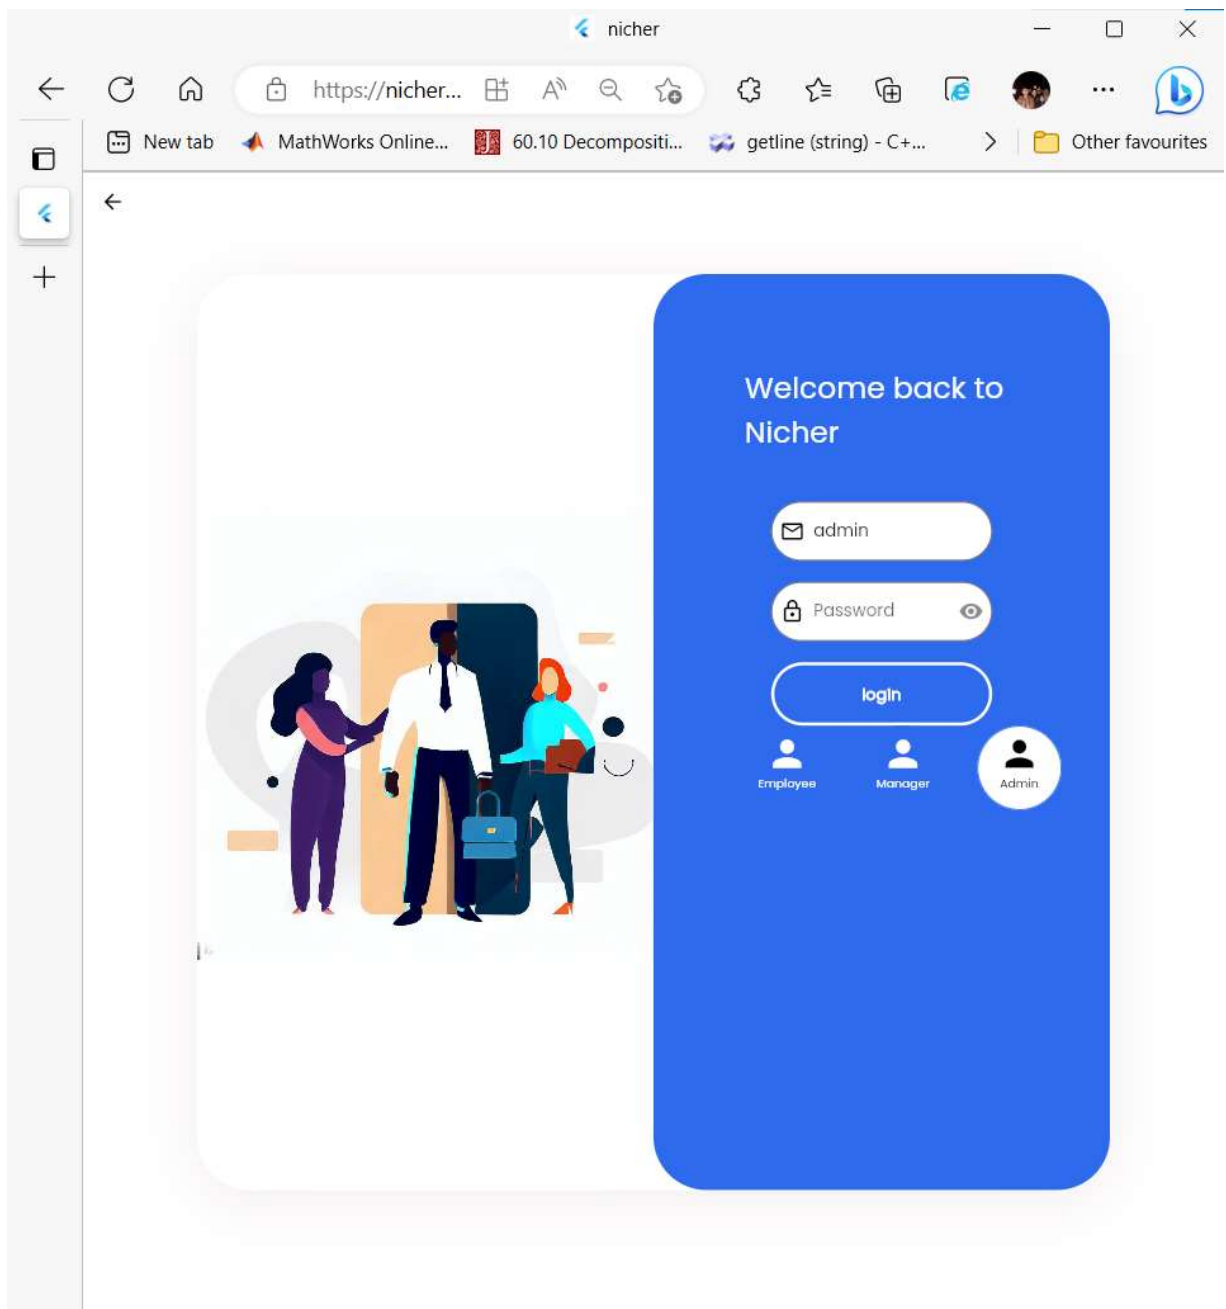 nicher
https://nicher...
New tab
MathWorks Online...
60.10 Decompositi...
getline (string) - C+...
Other favourites
Welcome back to
Nicher
admin
Password
login
Employee
Manager
Admin